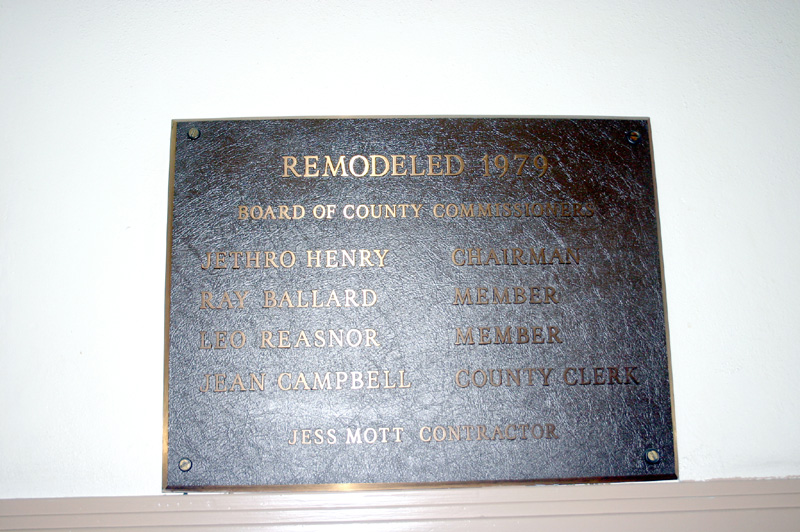 REMODELED 1979
BOARD OF COUNTY COMMISSIONERS
JETHRO HENRY CHAIRMAN
RAY BALLARD MEMBER
LEO REASNOR MEMBER
JEAN CAMPBELL COUNTY CLERK
JESS MOTT CONTRACTOR